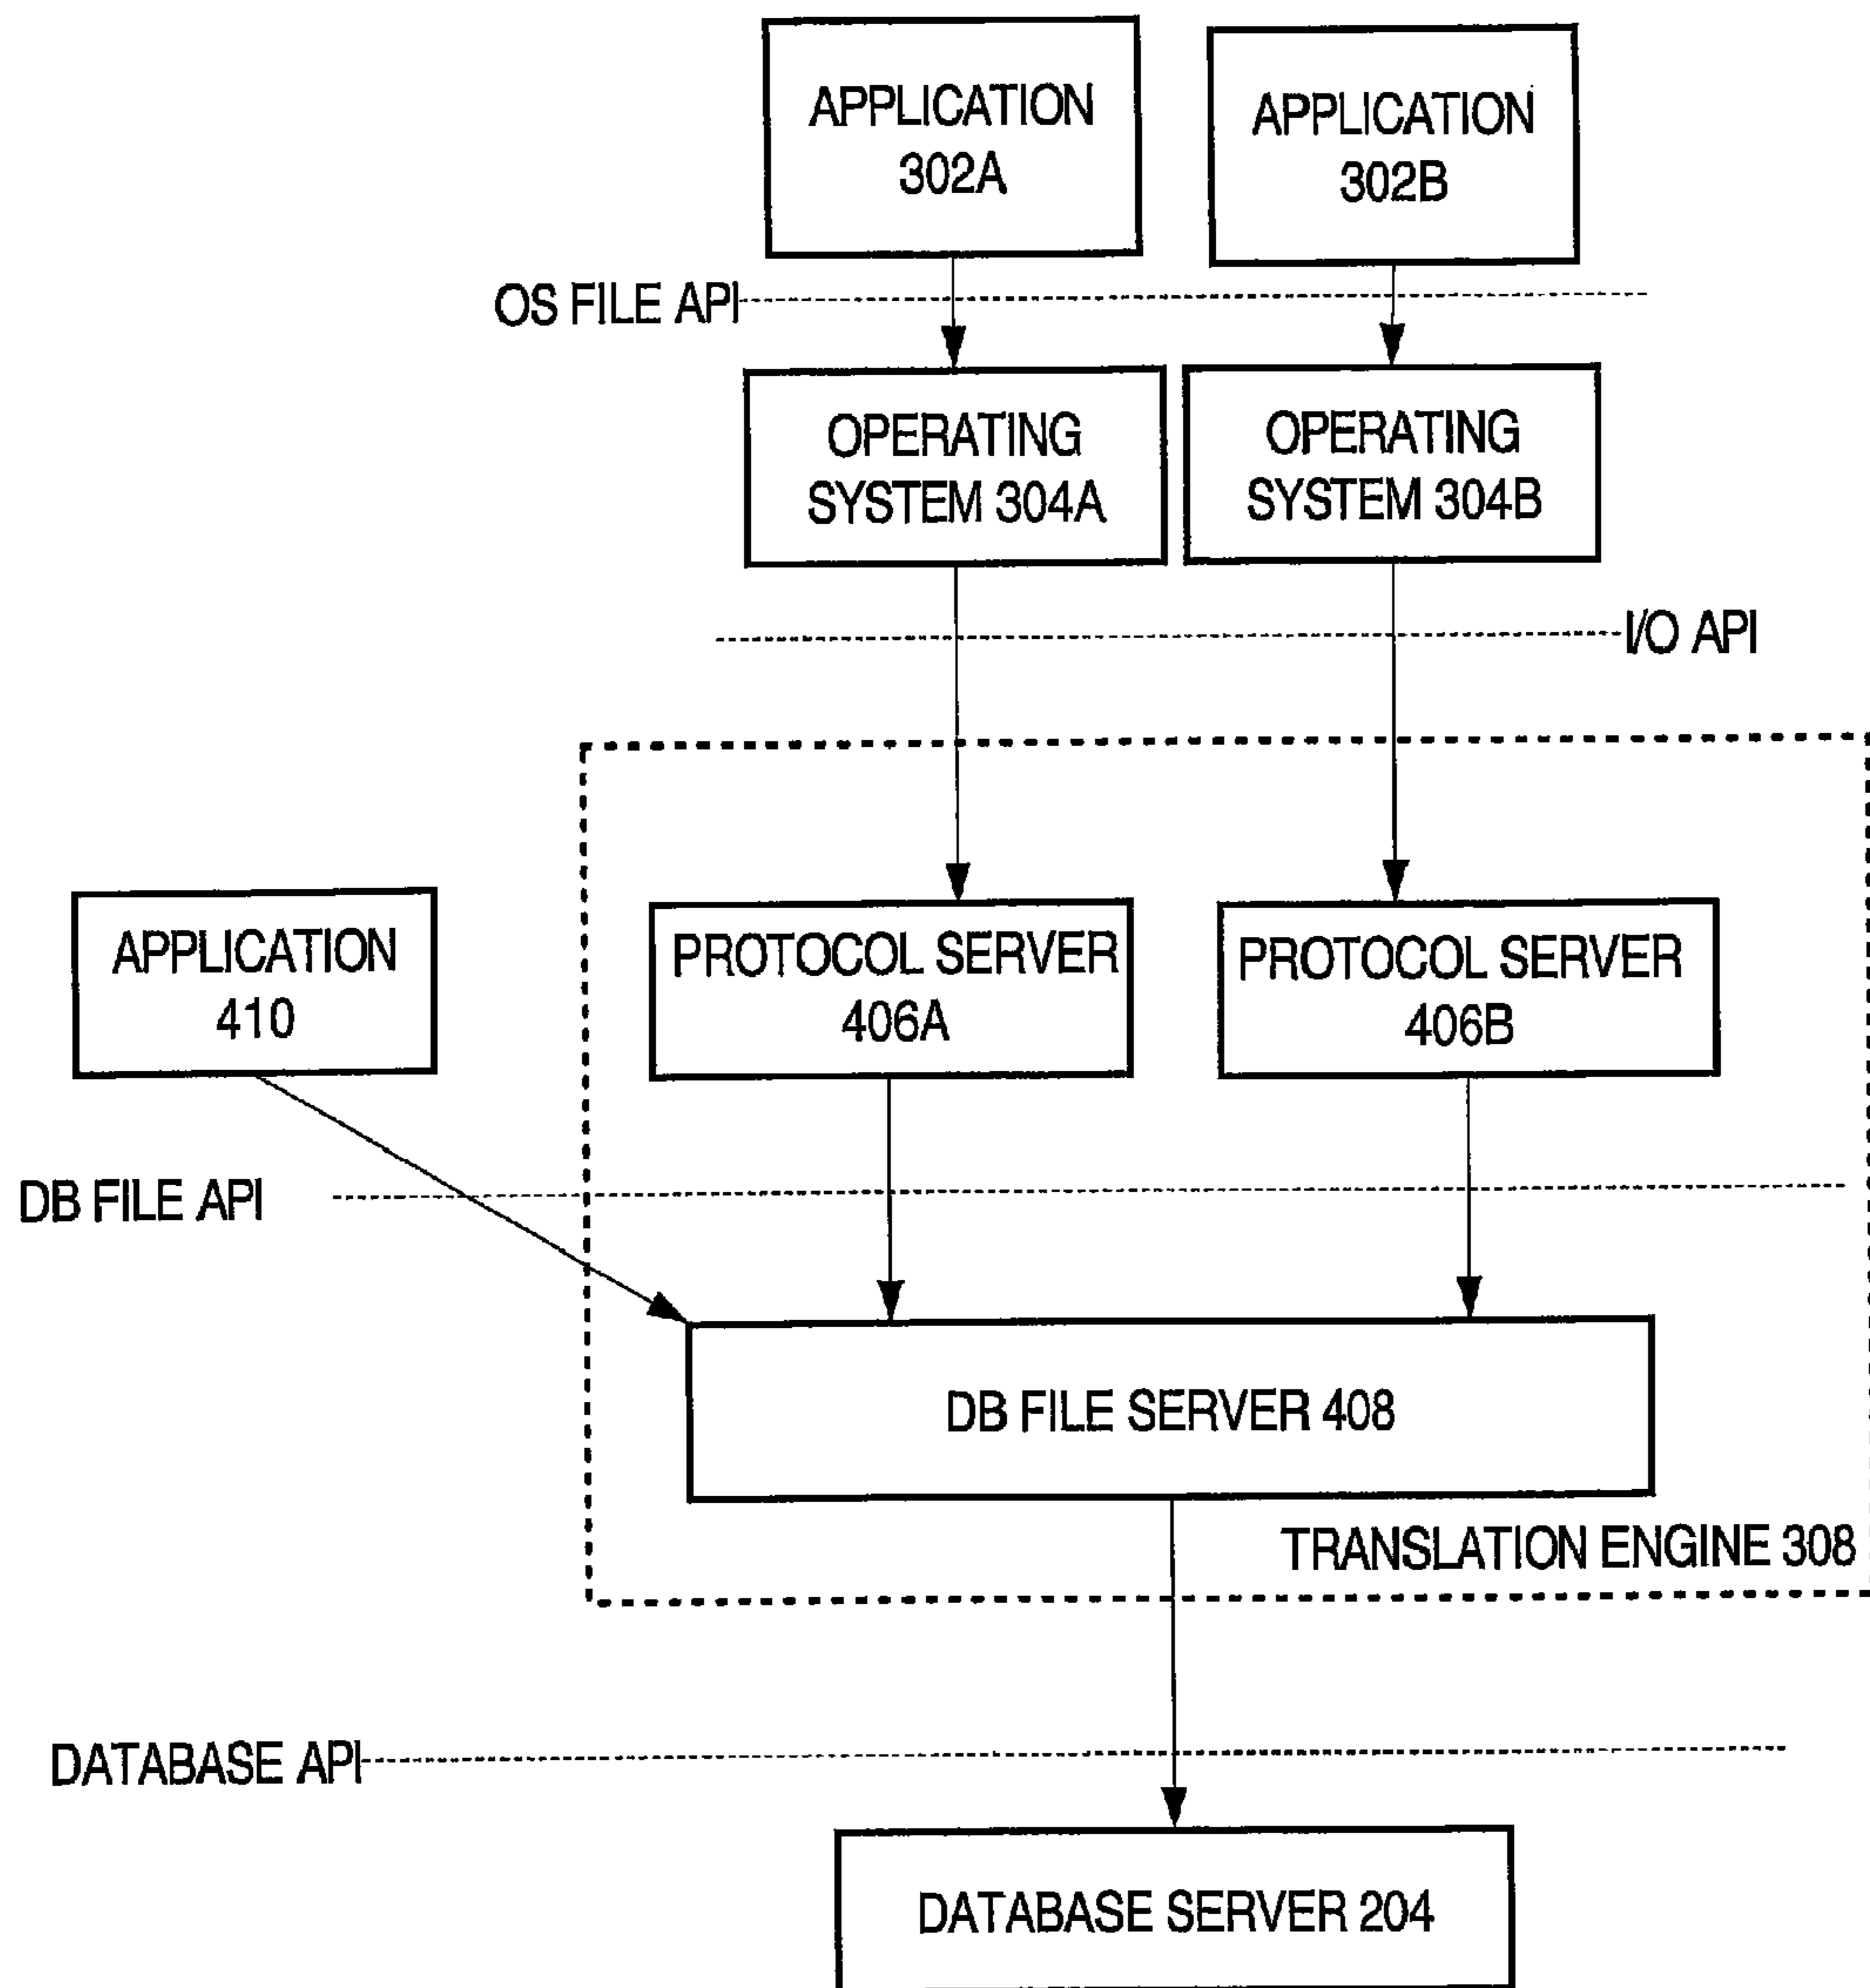 APPLICATION
302A
APPLICATION
302B
OS FILE API
OPERATING
SYSTEM 304A
OPERATING
SYSTEM 304B
I/O API
APPLICATION
410
PROTOCOL SERVER
406A
PROTOCOL SERVER
406B
DB FILE API
DB FILE SERVER 408
TRANSLATION ENGINE 308
DATABASE API
DATABASE SERVER 204